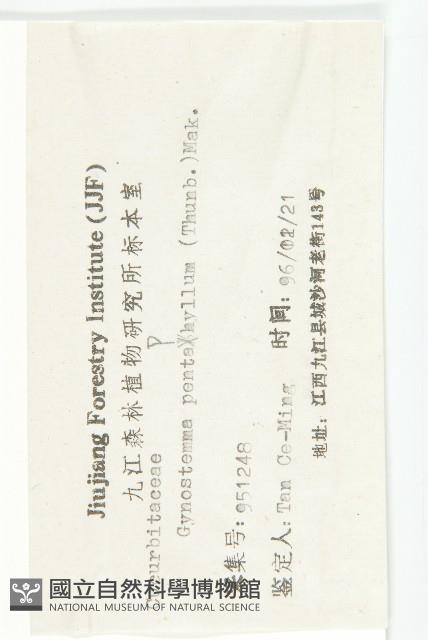 Jiujiang Forestry Institute (JJF)
九江森林植物研究所标本室
Cucurbitaceae
Gynostemma pentaphyllum (Thunb.)Mak.
采集号: 951248
鉴定人: Tan Ce-Ming 时间: 96/02/21
地址: 江西九江县城沙河老街143号
國立自然科學博物館
NATIONAL MUSEUM OF NATURAL SCIENCE